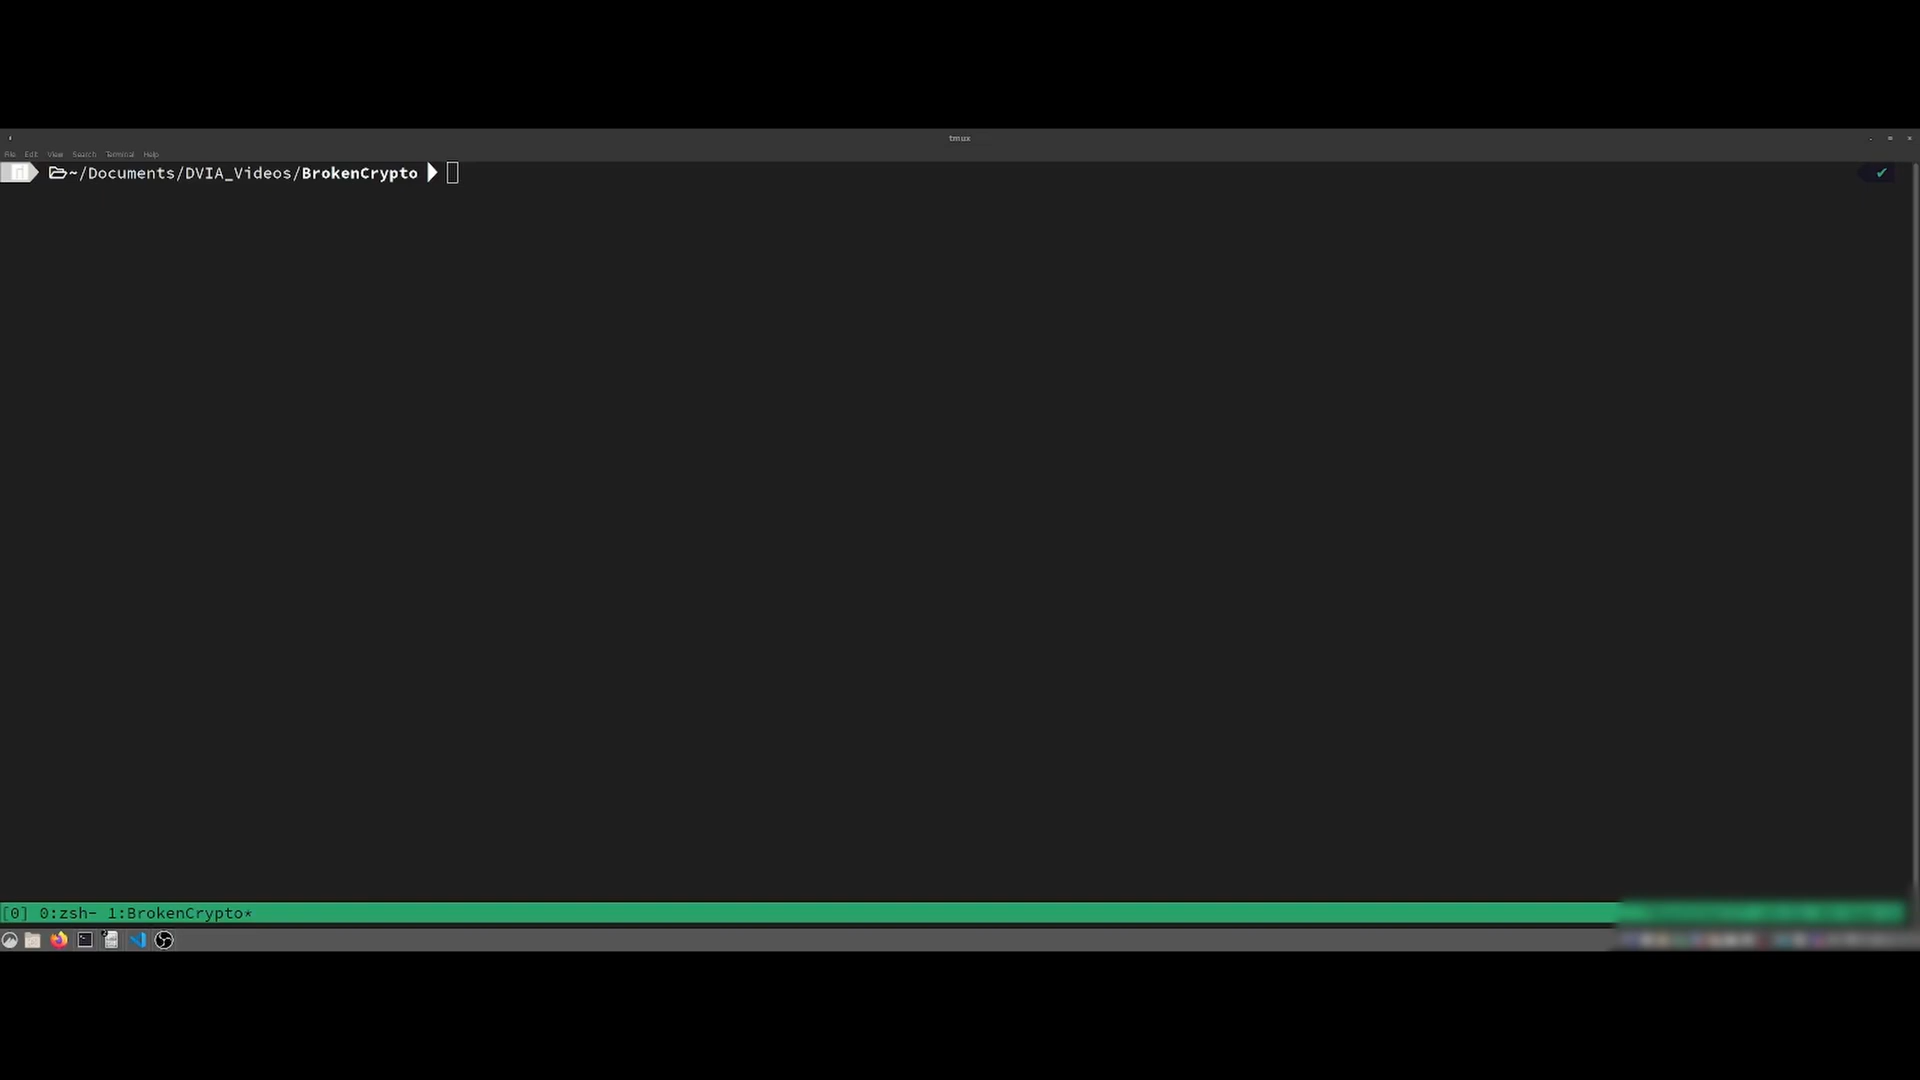 tmux
File Edit View Search Terminal Help
~/Documents/DVIA_Videos/BrokenCrypto
[0] 0:zsh- 1:BrokenCrypto*